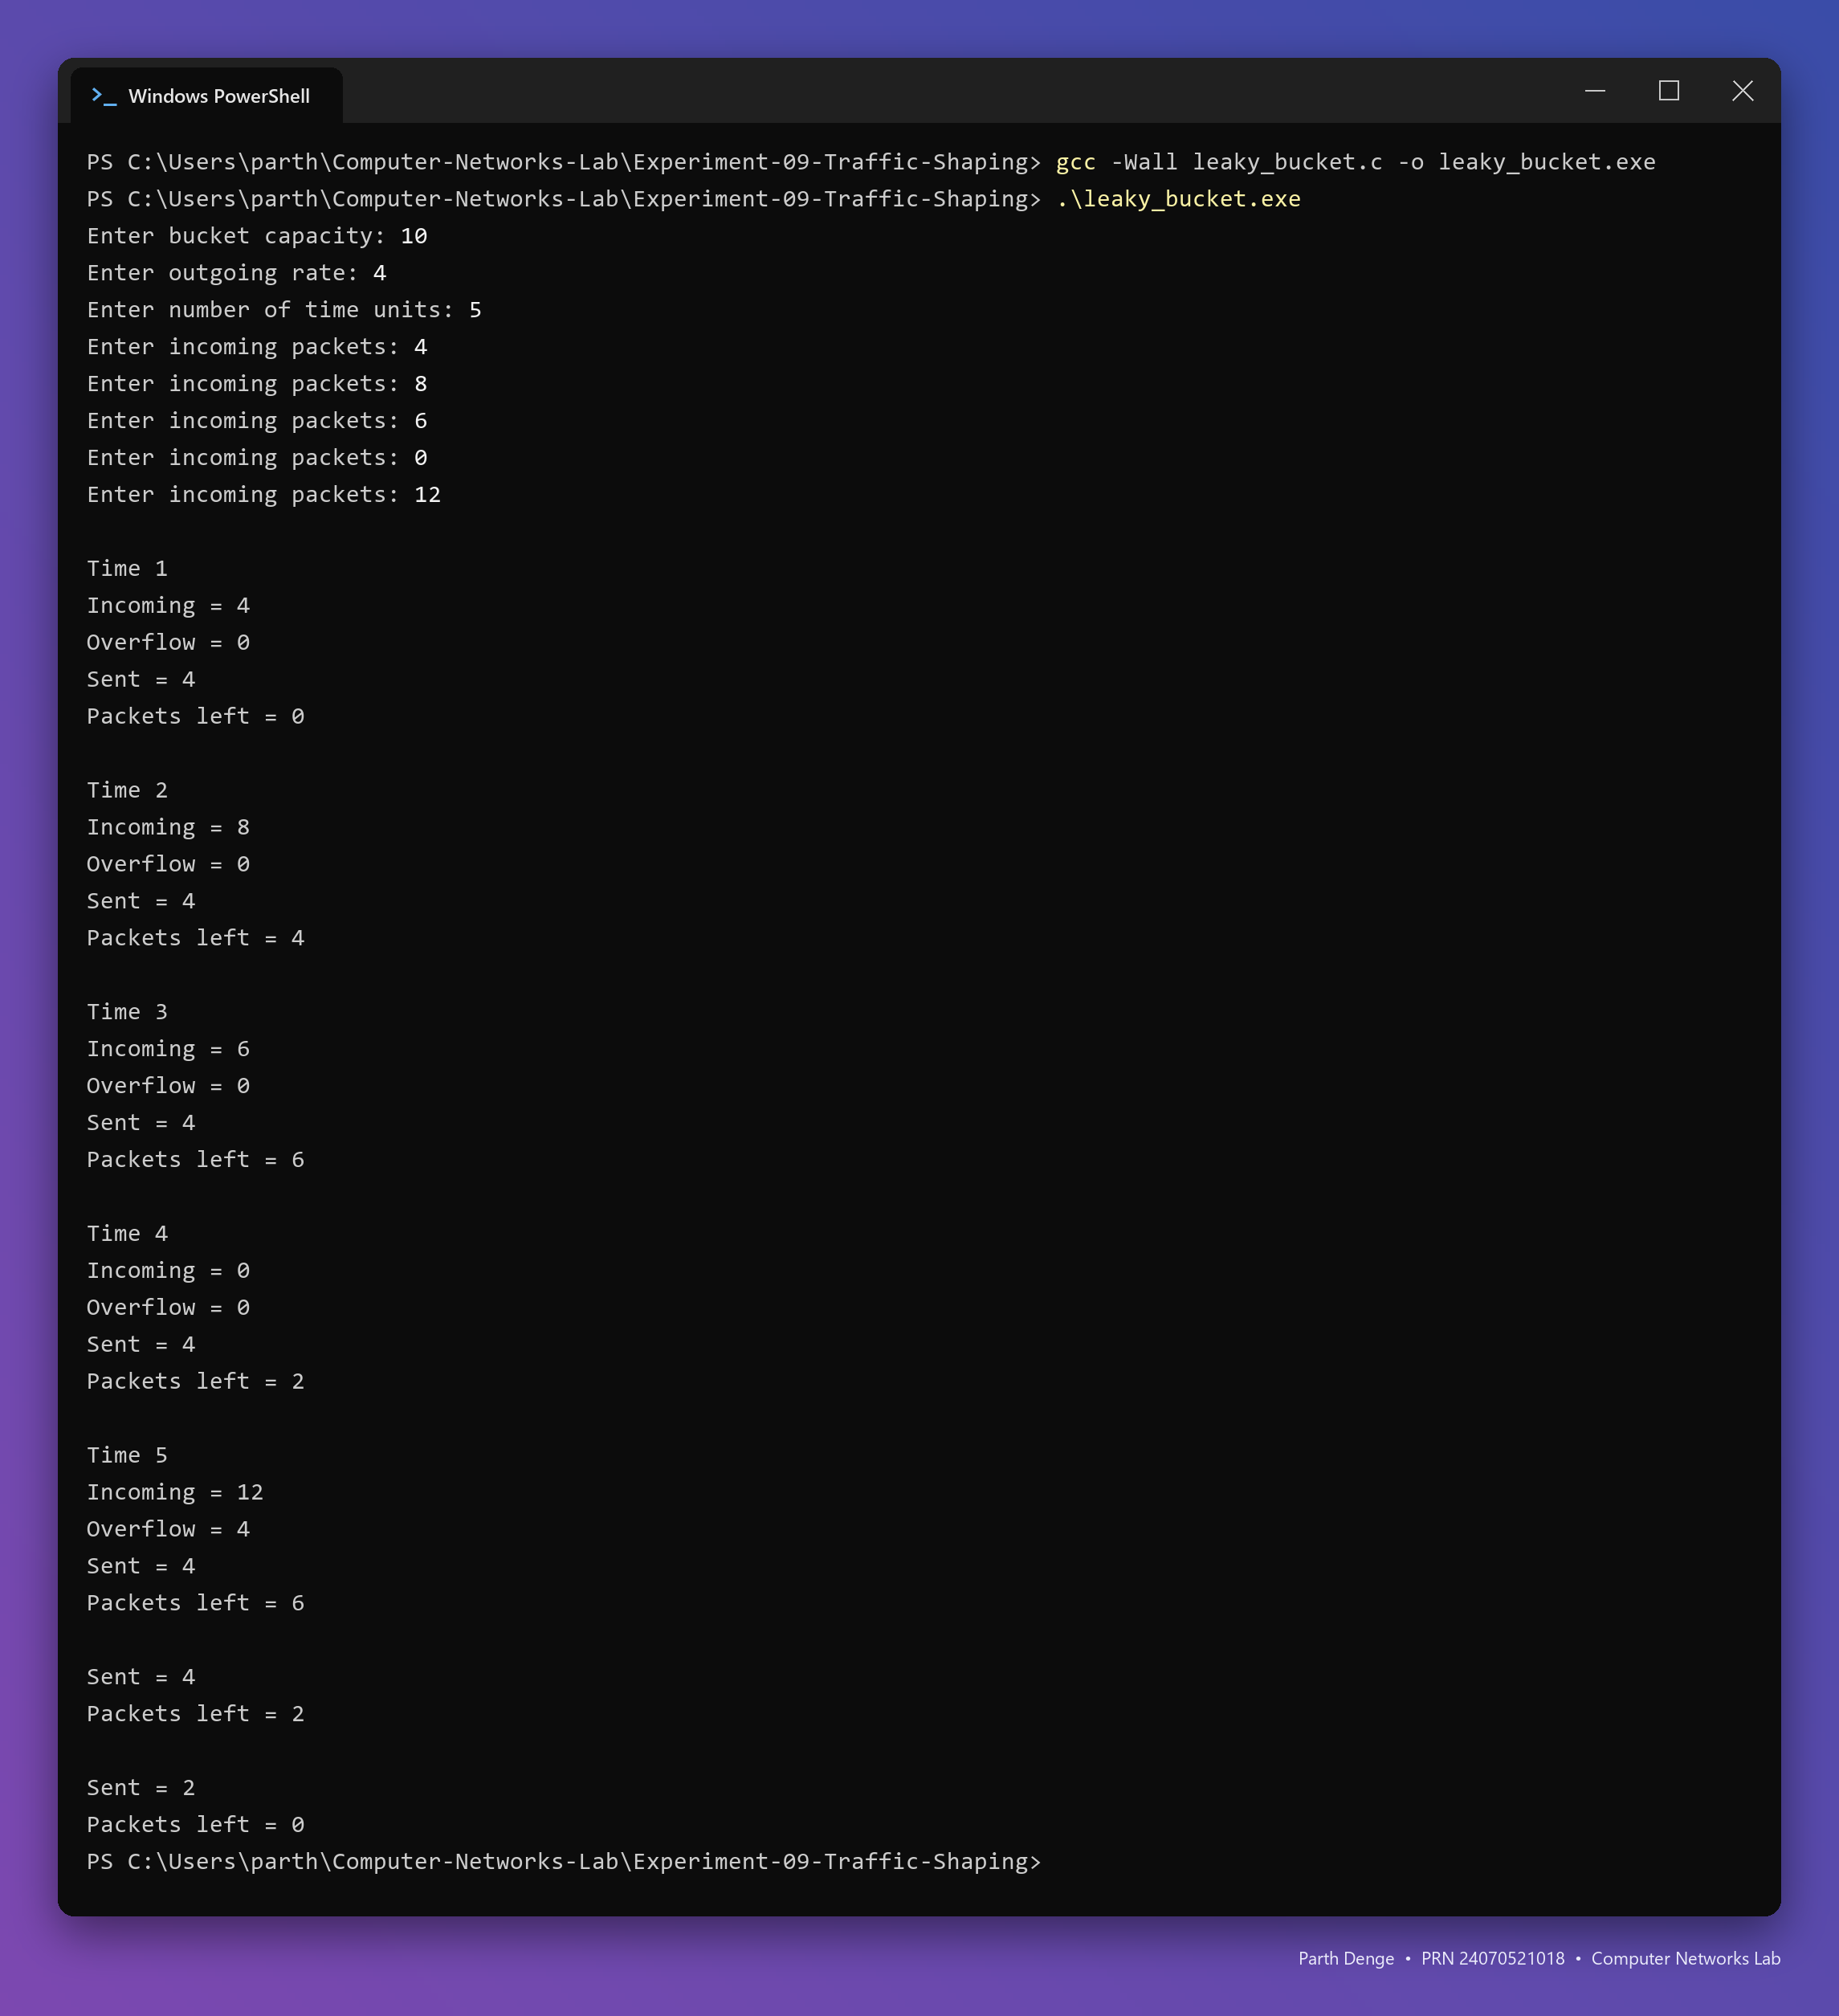 Windows PowerShell
PS C:\Users\parth\Computer-Networks-Lab\Experiment-09-Traffic-Shaping> gcc -Wall leaky_bucket.c -o leaky_bucket.exe
PS C:\Users\parth\Computer-Networks-Lab\Experiment-09-Traffic-Shaping> .\leaky_bucket.exe
Enter bucket capacity: 10
Enter outgoing rate: 4
Enter number of time units: 5
Enter incoming packets: 4
Enter incoming packets: 8
Enter incoming packets: 6
Enter incoming packets: 0
Enter incoming packets: 12
Time 1
Incoming = 4
Overflow = 0
Sent = 4
Packets left = 0
Time 2
Incoming = 8
Overflow = 0
Sent = 4
Packets left = 4
Time 3
Incoming = 6
Overflow = 0
Sent = 4
Packets left = 6
Time 4
Incoming = 0
Overflow = 0
Sent = 4
Packets left = 2
Time 5
Incoming = 12
Overflow = 4
Sent = 4
Packets left = 6
Sent = 4
Packets left = 2
Sent = 2
Packets left = 0
PS C:\Users\parth\Computer-Networks-Lab\Experiment-09-Traffic-Shaping>
Parth Denge • PRN 24070521018 • Computer Networks Lab